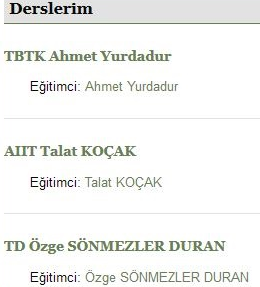 Derslerim
TBTK Ahmet Yurdadur
Eğitimci: Ahmet Yurdadur
AIIT Talat KOÇAK
Eğitimci: Talat KOÇAK
TD Özge SÖNMEZLER DURAN
Eğitimci: Özge SÖNMEZLER DURAN